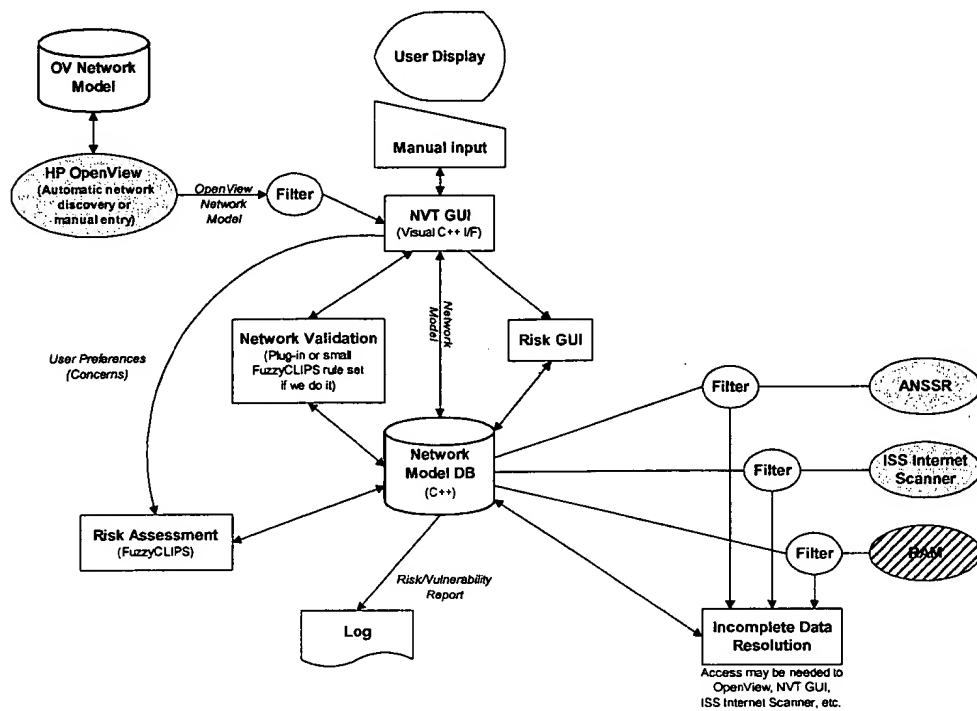 OV Network
Model
User Display
Manual input
HP OpenView
(Automatic network
discovery or
manual entry)
OpenView
Network
Model
Filter
NVT GUI
(Visual C++ I/F)
Network
Model
User Preferences
(Concerns)
Network Validation
(Plug-in or small
FuzzyCLIPS rule set
if we do it)
Risk GUI
Filter
ANSSR
Network
Model DB
(C++)
Filter
ISS Internet
Scanner
Risk Assessment
(FuzzyCLIPS)
Filter
RAM
Risk/Vulnerability
Report
Log
Incomplete Data
Resolution
Access may be needed to
OpenView, NVT GUI,
ISS Internet Scanner, etc.